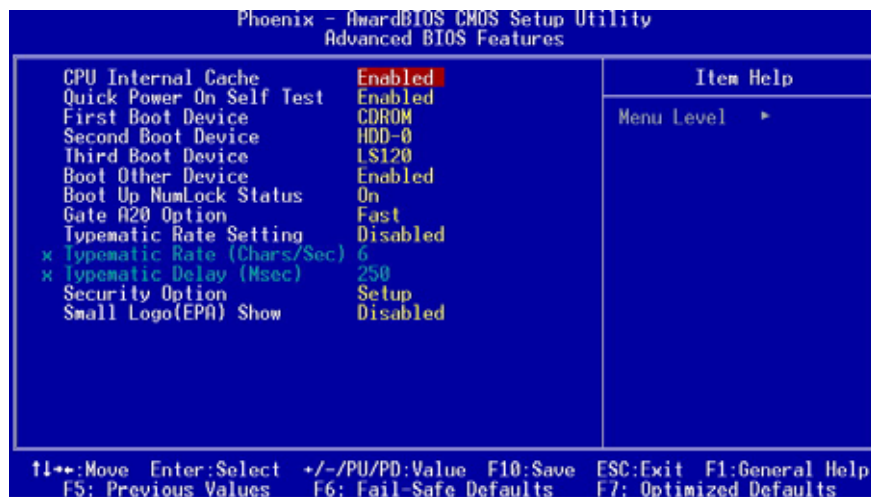 Phoenix - AwardBIOS CMOS Setup Utility
Advanced BIOS Features
CPU Internal Cache Enabled
Quick Power On Self Test Enabled
First Boot Device CDROM
Second Boot Device HDD-0
Third Boot Device LS120
Boot Other Device Enabled
Boot Up NumLock Status On
Gate A20 Option Fast
Typematic Rate Setting Disabled
x Typematic Rate (Chars/Sec) 6
x Typematic Delay (Msec) 250
Security Option Setup
Small Logo(EPA) Show Disabled
Item Help
Menu Level ►
↑↓→←:Move Enter:Select +/-/PU/PD:Value F10:Save ESC:Exit F1:General Help
F5: Previous Values F6: Fail-Safe Defaults F7: Optimized Defaults